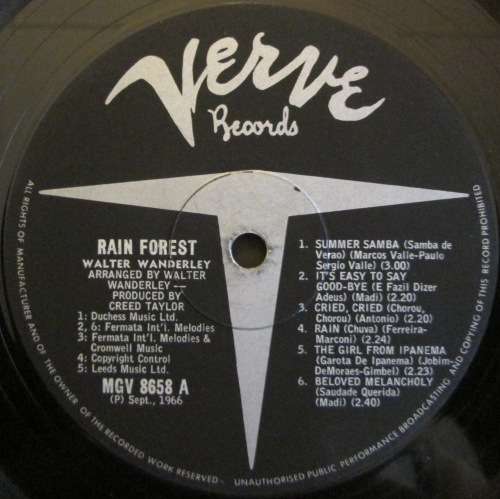 Verve
Records
RAIN FOREST
WALTER WANDERLEY
ARRANGED BY WALTER
WANDERLEY —
PRODUCED BY
CREED TAYLOR
1: Duchess Music Ltd.
2, 6: Fermata Int'l. Melodies
3: Fermata Int'l. Melodies &
Cromwell Music
4: Copyright Control
5: Leeds Music Ltd.
MGV 8658 A
(P) Sept., 1966
1. SUMMER SAMBA (Samba de
Verao) (Marcos Valle-Paulo
Sergio Valle) (3.00)
2. IT'S EASY TO SAY
GOOD-BYE (E Fazil Dizer
Adeus) (Madi) (2.20)
3. CRIED, CRIED (Chorou,
Chorou) (Antonio) (2.20)
4. RAIN (Chuva) (Ferreira-
Marconi) (2.24)
5. THE GIRL FROM IPANEMA
(Garota De Ipanema) (Jobim-
DeMoraes-Gimbel) (2.23)
6. BELOVED MELANCHOLY
(Saudade Querida)
(Madi) (2.40)
ALL RIGHTS OF MANUFACTURER AND OF THE OWNER OF THE RECORDED WORK RESERVED UNAUTHORISED PUBLIC PERFORMANCE BROADCASTING AND COPYING OF THIS RECORD PROHIBITED